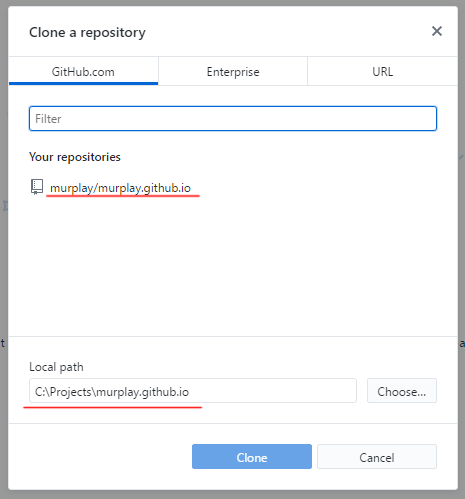 Clone a repository
GitHub.com
Enterprise
URL
Filter
Your repositories
murplay/murplay.github.io
t
a
Local path
C:\Projects\murplay.github.io
Choose...
Clone
Cancel